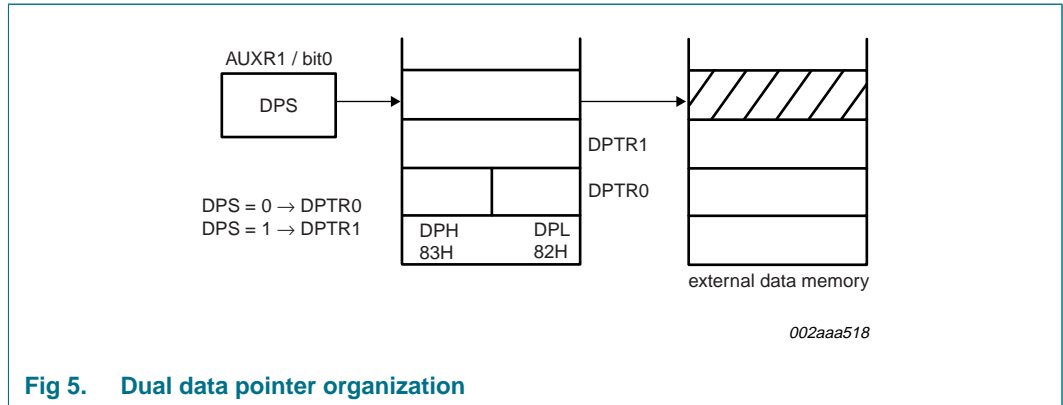 AUXR1 / bit0
DPS
DPTR1
DPTR0
DPS = 0 → DPTR0
DPS = 1 → DPTR1
DPH DPL
83H 82H
external data memory
002aaa518
Fig 5. Dual data pointer organization